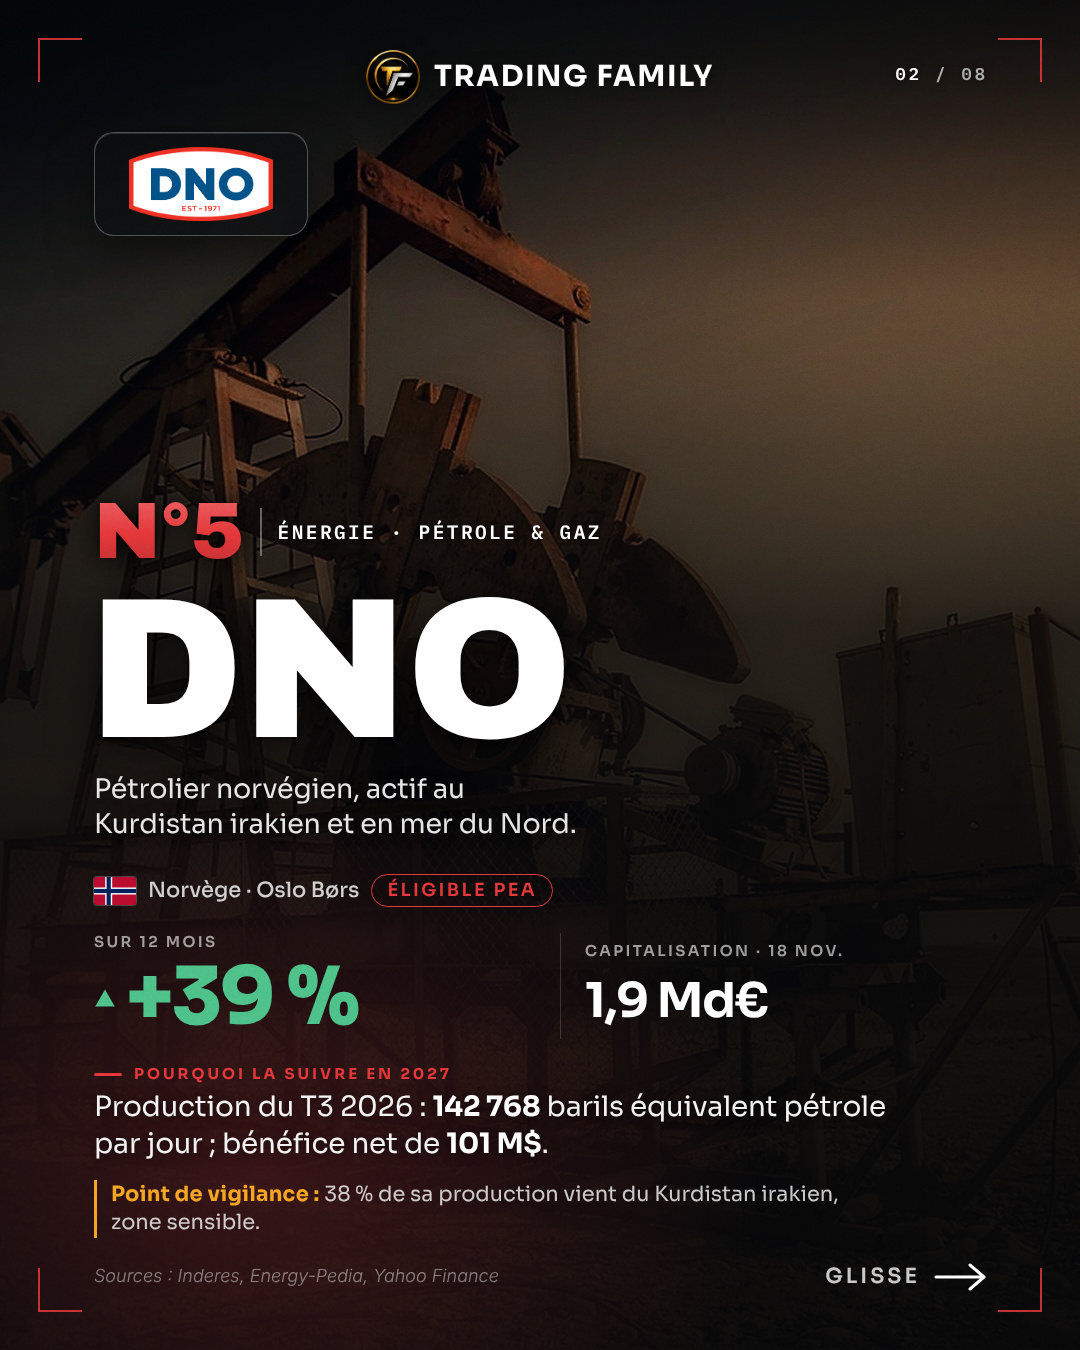 TRADING FAMILY
02 / 08
DNO
EST - 1971
N°5
ÉNERGIE · PÉTROLE & GAZ
DNO
Pétrolier norvégien, actif au
Kurdistan irakien et en mer du Nord.
Norvège · Oslo Børs
ÉLIGIBLE PEA
SUR 12 MOIS
▲ +39 %
CAPITALISATION · 18 NOV.
1,9 Md€
POURQUOI LA SUIVRE EN 2027
Production du T3 2026 : 142 768 barils équivalent pétrole
par jour ; bénéfice net de 101 M$.
Point de vigilance : 38 % de sa production vient du Kurdistan irakien,
zone sensible.
Sources : Inderes, Energy-Pedia, Yahoo Finance
GLISSE →